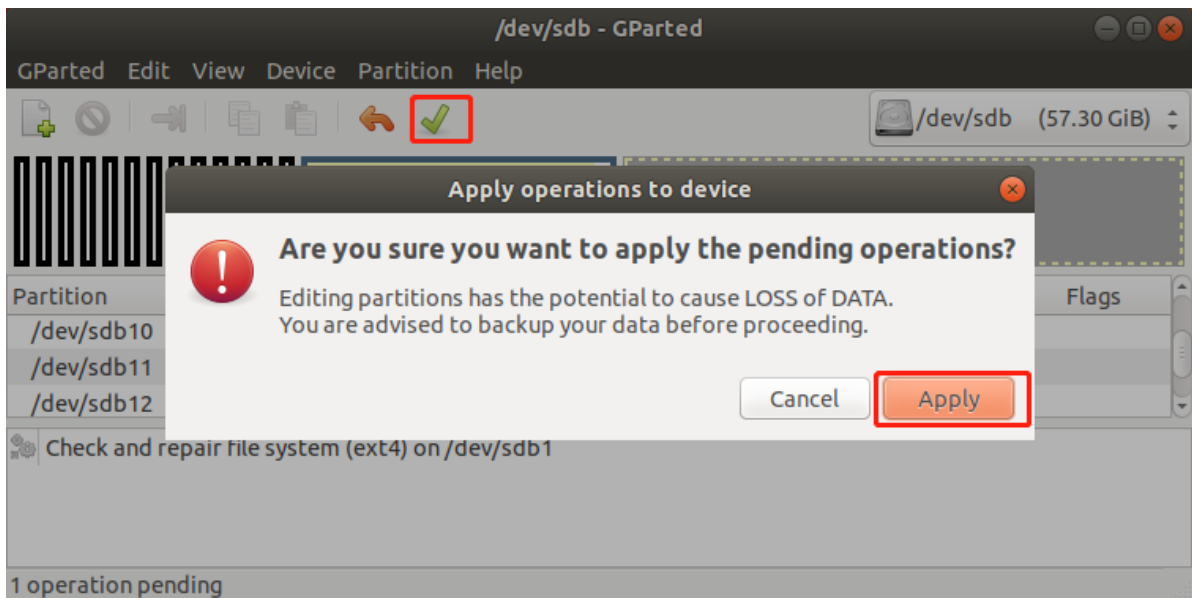 /dev/sdb - GParted
GParted Edit View Device Partition Help
/dev/sdb (57.30 GiB)
Apply operations to device
Are you sure you want to apply the pending operations?
Editing partitions has the potential to cause LOSS of DATA.
You are advised to backup your data before proceeding.
Cancel Apply
Partition Flags
/dev/sdb10
/dev/sdb11
/dev/sdb12
Check and repair file system (ext4) on /dev/sdb1
1 operation pending